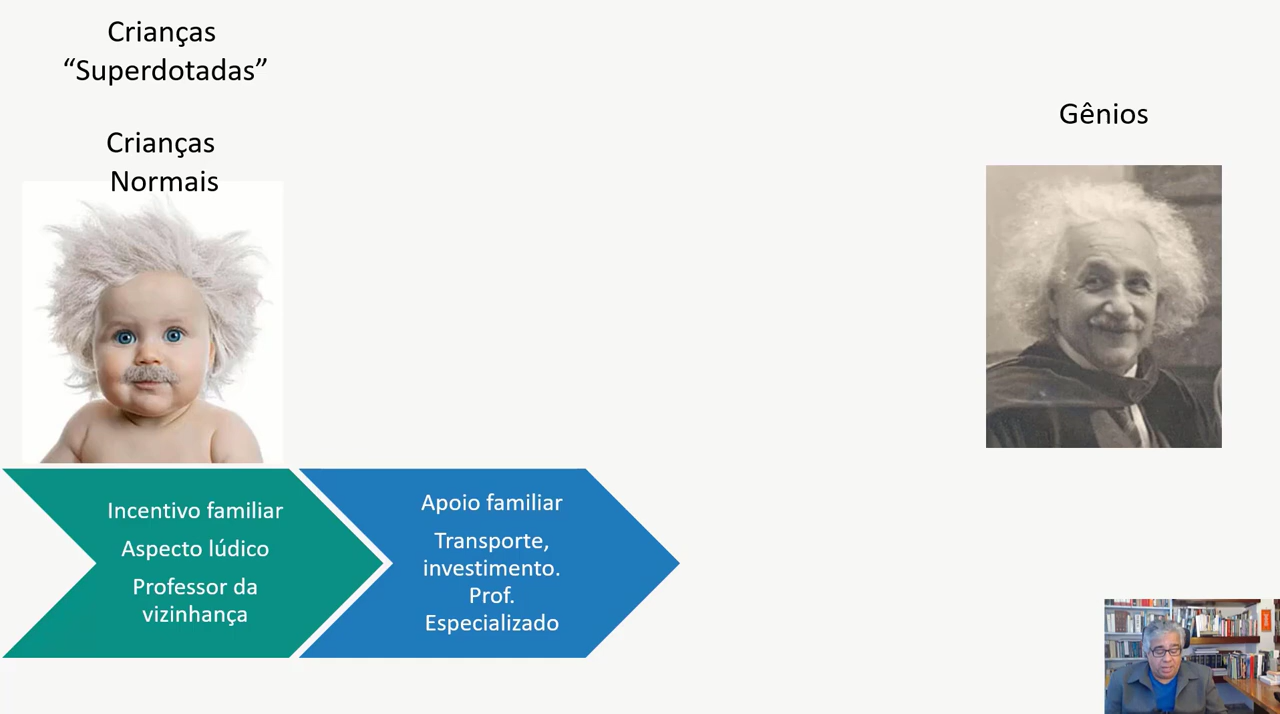 Crianças
“Superdotadas”
Crianças
Normais
Gênios
Incentivo familiar
Aspecto lúdico
Professor da
vizinhança
Apoio familiar
Transporte,
investimento.
Prof.
Especializado